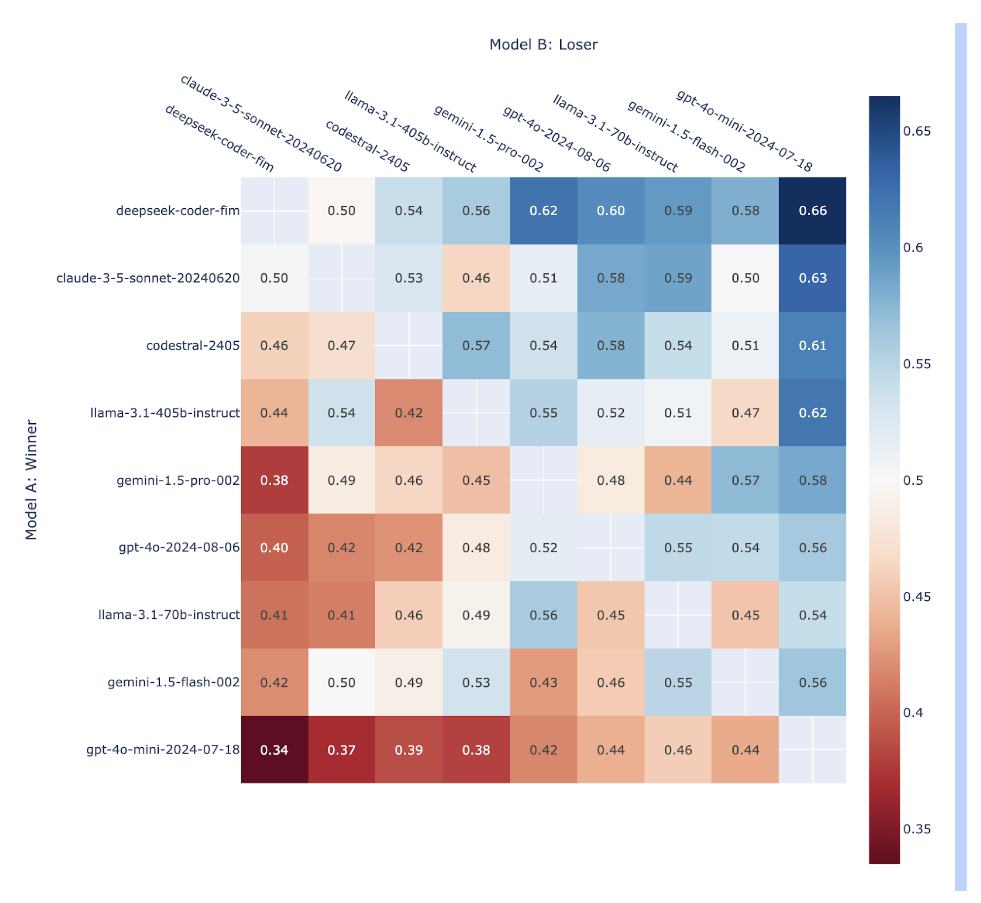 Model B: Loser
deepseek-coder-fim
claude-3-5-sonnet-20240620
codestral-2405
llama-3.1-405b-instruct
gemini-1.5-pro-002
gpt-4o-2024-08-06
llama-3.1-70b-instruct
gemini-1.5-flash-002
gpt-4o-mini-2024-07-18
Model A: Winner
deepseek-coder-fim 0.50 0.54 0.56 0.62 0.60 0.59 0.58 0.66
claude-3-5-sonnet-20240620 0.50 0.53 0.46 0.51 0.58 0.59 0.50 0.63
codestral-2405 0.46 0.47 0.57 0.54 0.58 0.54 0.51 0.61
llama-3.1-405b-instruct 0.44 0.54 0.42 0.55 0.52 0.51 0.47 0.62
gemini-1.5-pro-002 0.38 0.49 0.46 0.45 0.48 0.44 0.57 0.58
gpt-4o-2024-08-06 0.40 0.42 0.42 0.48 0.52 0.55 0.54 0.56
llama-3.1-70b-instruct 0.41 0.41 0.46 0.49 0.56 0.45 0.45 0.54
gemini-1.5-flash-002 0.42 0.50 0.49 0.53 0.43 0.46 0.55 0.56
gpt-4o-mini-2024-07-18 0.34 0.37 0.39 0.38 0.42 0.44 0.46 0.44
0.65
0.6
0.55
0.5
0.45
0.4
0.35